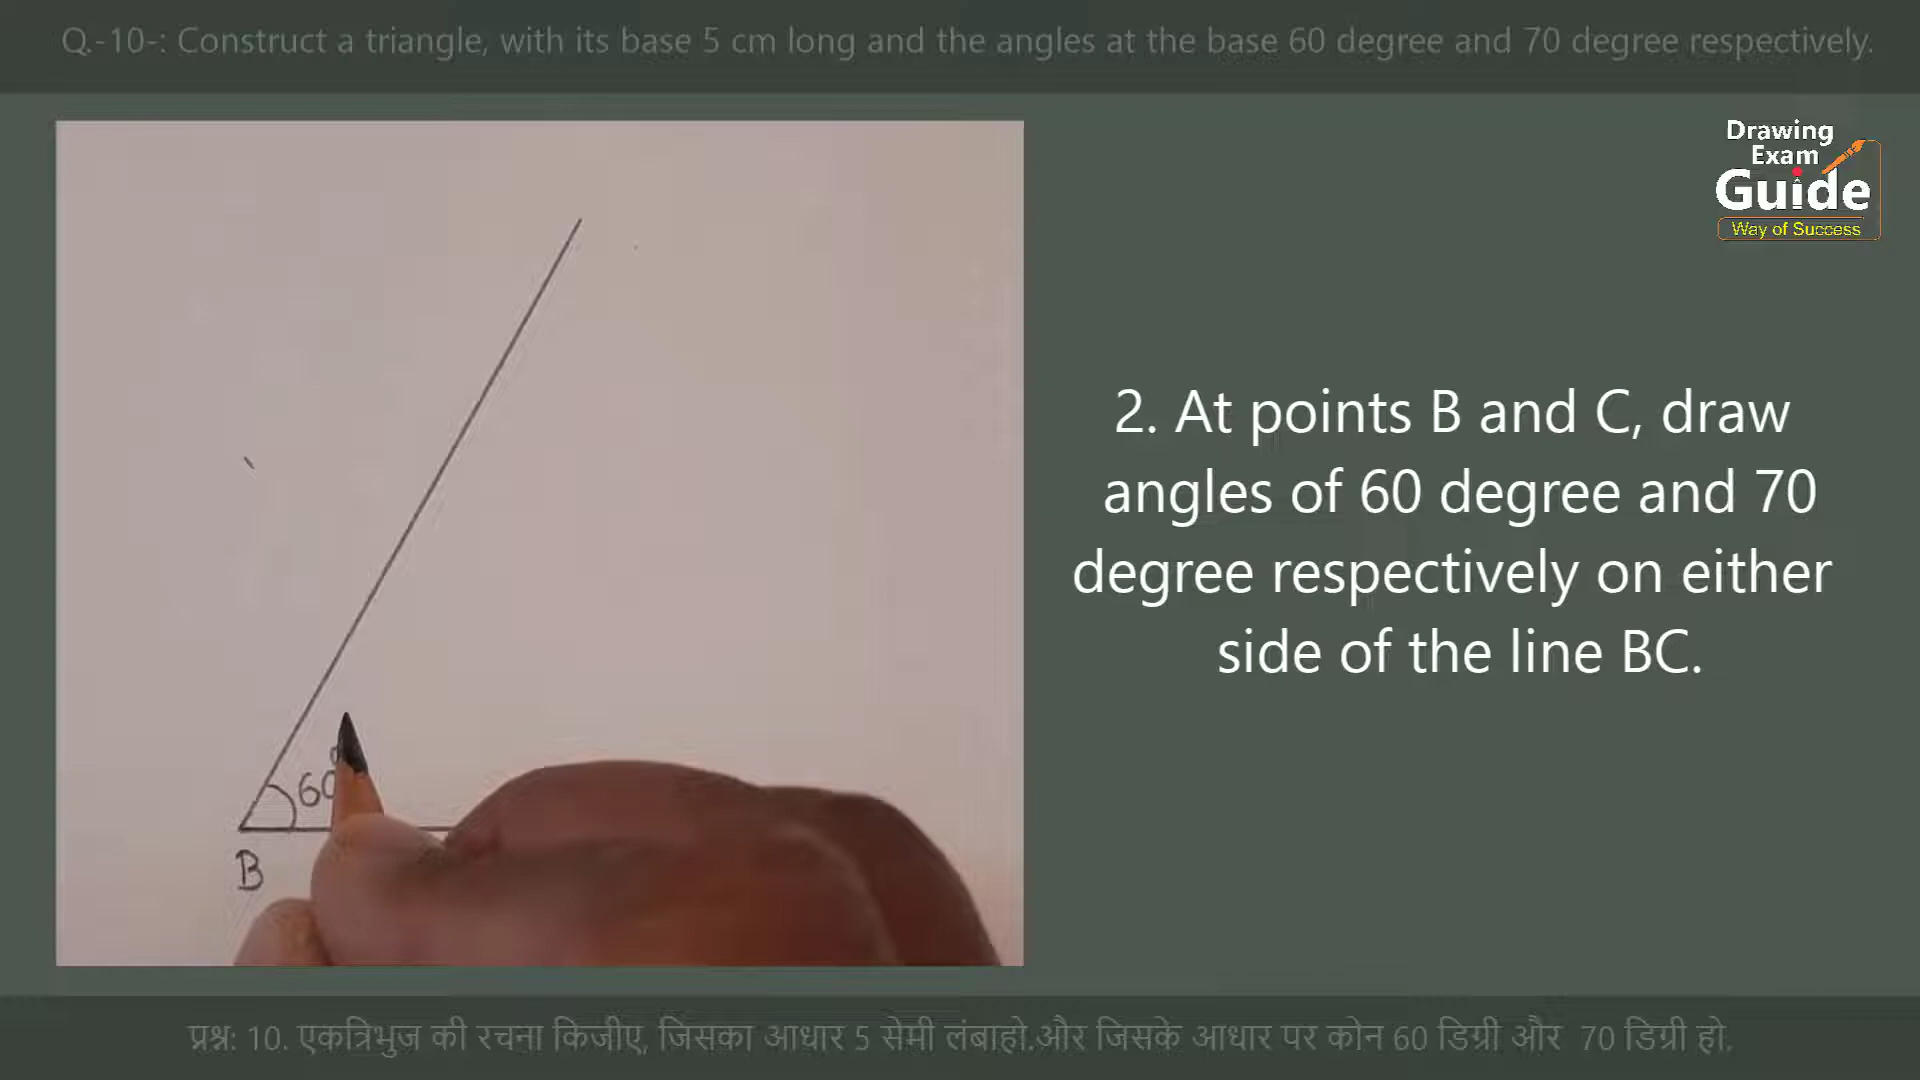 Q.-10-: Construct a triangle, with its base 5 cm long and the angles at the base 60 degree and 70 degree respectively.
Drawing
Exam
Guide
Way of Success
2. At points B and C, draw
angles of 60 degree and 70
degree respectively on either
side of the line BC.
60
B
प्रश्न: 10. एकत्रिभुज की रचना किजीए, जिसका आधार 5 सेमी लंबाहो.और जिसके आधार पर कोन 60 डिग्री और 70 डिग्री हो.